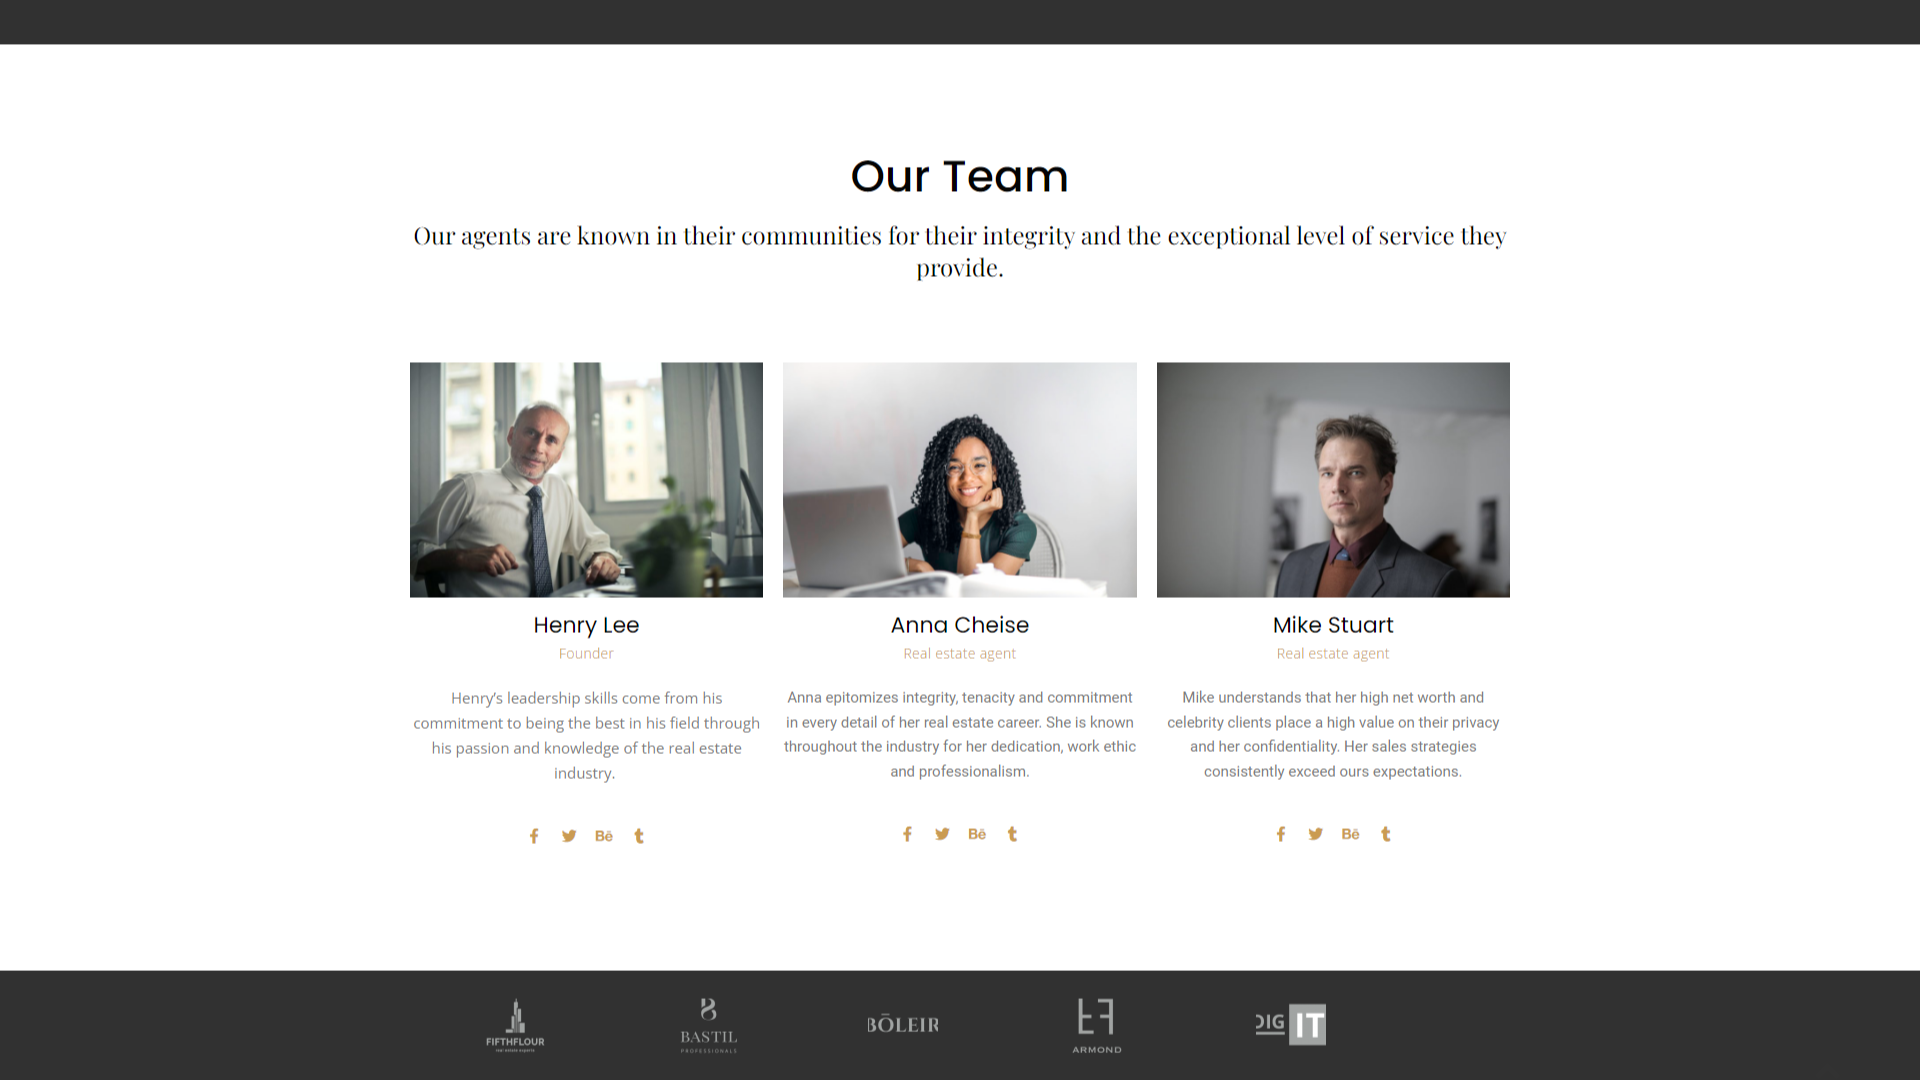 Our Team
Our agents are known in their communities for their integrity and the exceptional level of service they
provide.
Henry Lee
Founder
Henry’s leadership skills come from his
commitment to being the best in his field through
his passion and knowledge of the real estate
industry.
Bē
Anna Cheise
Real estate agent
Anna epitomizes integrity, tenacity and commitment
in every detail of her real estate career. She is known
throughout the industry for her dedication, work ethic
and professionalism.
Bē
Mike Stuart
Real estate agent
Mike understands that her high net worth and
celebrity clients place a high value on their privacy
and her confidentiality. Her sales strategies
consistently exceed ours expectations.
Bē
FIFTHFLOUR
real estate experts
B
BASTIL
PROFESSIONALS
BŌLEIR
ARMOND
DIG IT